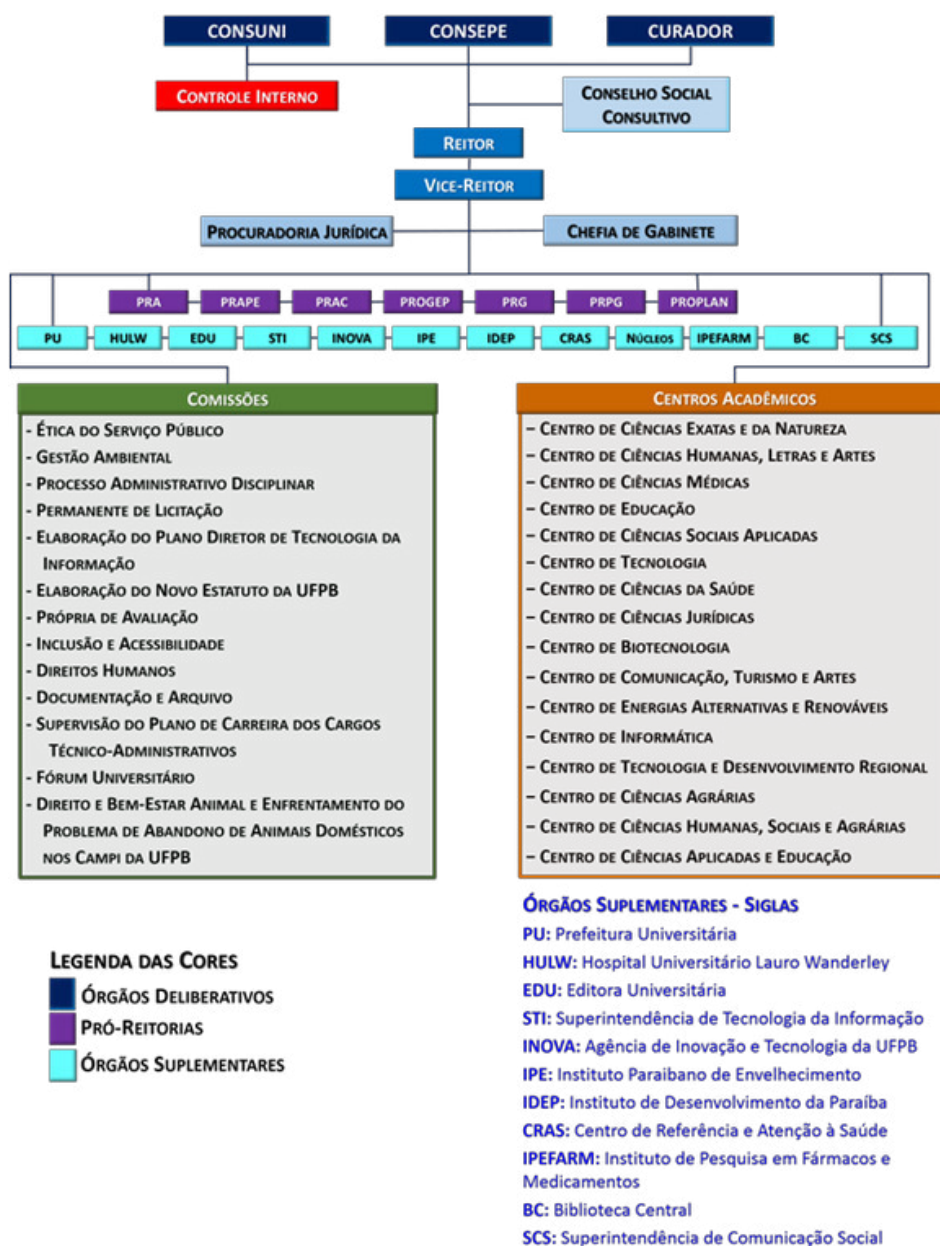 CONSUNI
CONSEPE
CURADOR
CONTROLE INTERNO
CONSELHO SOCIAL
CONSULTIVO
REITOR
VICE-REITOR
PROCURADORIA JURÍDICA
CHEFIA DE GABINETE
PRA
PRAPE
PRAC
PROGEP
PRG
PRPG
PROPLAN
PU
HULW
EDU
STI
INOVA
IPE
IDEP
CRAS
NÚCLEOS
IPEFARM
BC
SCS
COMISSÕES
- ÉTICA DO SERVIÇO PÚBLICO
- GESTÃO AMBIENTAL
- PROCESSO ADMINISTRATIVO DISCIPLINAR
- PERMANENTE DE LICITAÇÃO
- ELABORAÇÃO DO PLANO DIRETOR DE TECNOLOGIA DA
INFORMAÇÃO
- ELABORAÇÃO DO NOVO ESTATUTO DA UFPB
- PRÓPRIA DE AVALIAÇÃO
- INCLUSÃO E ACESSIBILIDADE
- DIREITOS HUMANOS
- DOCUMENTAÇÃO E ARQUIVO
- SUPERVISÃO DO PLANO DE CARREIRA DOS CARGOS
TÉCNICO-ADMINISTRATIVOS
- FÓRUM UNIVERSITÁRIO
- DIREITO E BEM-ESTAR ANIMAL E ENFRENTAMENTO DO
PROBLEMA DE ABANDONO DE ANIMAIS DOMÉSTICOS
NOS CAMPI DA UFPB
CENTROS ACADÊMICOS
– CENTRO DE CIÊNCIAS EXATAS E DA NATUREZA
– CENTRO DE CIÊNCIAS HUMANAS, LETRAS E ARTES
– CENTRO DE CIÊNCIAS MÉDICAS
– CENTRO DE EDUCAÇÃO
– CENTRO DE CIÊNCIAS SOCIAIS APLICADAS
– CENTRO DE TECNOLOGIA
– CENTRO DE CIÊNCIAS DA SAÚDE
– CENTRO DE CIÊNCIAS JURÍDICAS
– CENTRO DE BIOTECNOLOGIA
– CENTRO DE COMUNICAÇÃO, TURISMO E ARTES
– CENTRO DE ENERGIAS ALTERNATIVAS E RENOVÁVEIS
– CENTRO DE INFORMÁTICA
– CENTRO DE TECNOLOGIA E DESENVOLVIMENTO REGIONAL
– CENTRO DE CIÊNCIAS AGRÁRIAS
– CENTRO DE CIÊNCIAS HUMANAS, SOCIAIS E AGRÁRIAS
– CENTRO DE CIÊNCIAS APLICADAS E EDUCAÇÃO
LEGENDA DAS CORES
ÓRGÃOS DELIBERATIVOS
PRÓ-REITORIAS
ÓRGÃOS SUPLEMENTARES
ÓRGÃOS SUPLEMENTARES - SIGLAS
PU: Prefeitura Universitária
HULW: Hospital Universitário Lauro Wanderley
EDU: Editora Universitária
STI: Superintendência de Tecnologia da Informação
INOVA: Agência de Inovação e Tecnologia da UFPB
IPE: Instituto Paraibano de Envelhecimento
IDEP: Instituto de Desenvolvimento da Paraíba
CRAS: Centro de Referência e Atenção à Saúde
IPEFARM: Instituto de Pesquisa em Fármacos e
Medicamentos
BC: Biblioteca Central
SCS: Superintendência de Comunicação Social